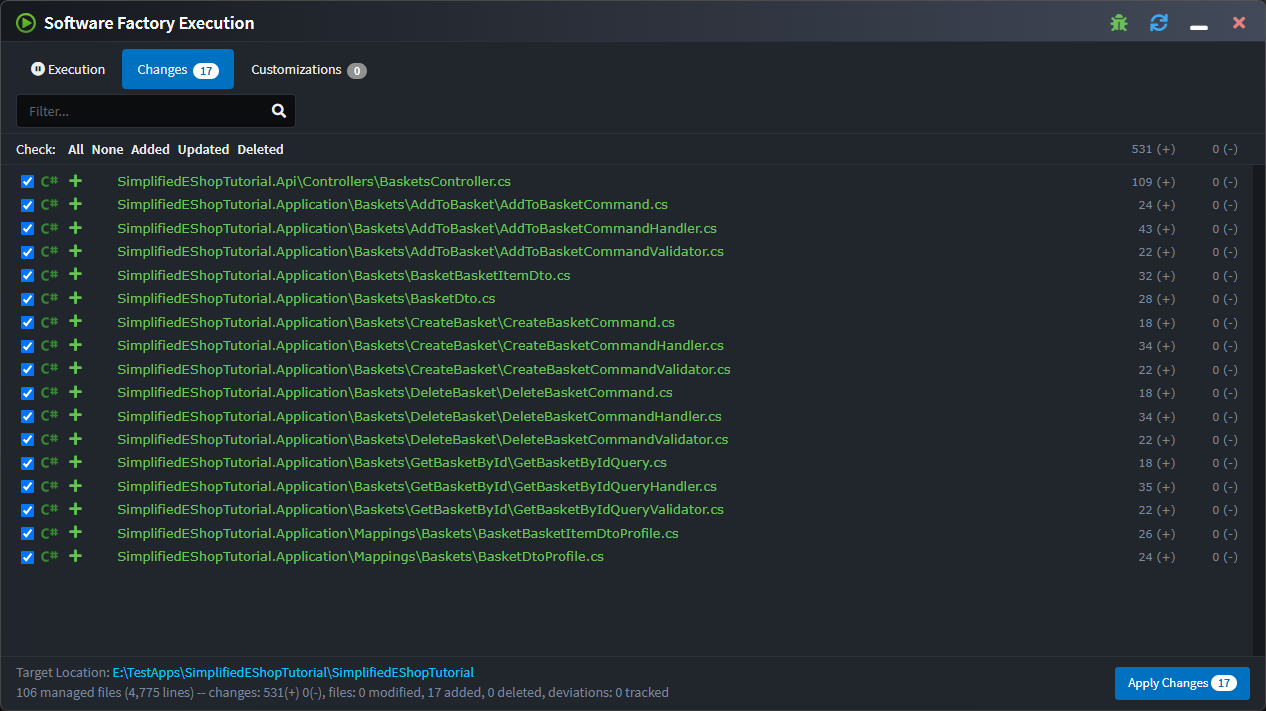 Software Factory Execution
Execution Changes 17 Customizations 0
Filter...
Check: All None Added Updated Deleted 531 (+) 0 (-)
C# + SimplifiedEShopTutorial.Api\Controllers\BasketsController.cs 109 (+) 0 (-)
C# + SimplifiedEShopTutorial.Application\Baskets\AddToBasket\AddToBasketCommand.cs 24 (+) 0 (-)
C# + SimplifiedEShopTutorial.Application\Baskets\AddToBasket\AddToBasketCommandHandler.cs 43 (+) 0 (-)
C# + SimplifiedEShopTutorial.Application\Baskets\AddToBasket\AddToBasketCommandValidator.cs 22 (+) 0 (-)
C# + SimplifiedEShopTutorial.Application\Baskets\BasketBasketItemDto.cs 32 (+) 0 (-)
C# + SimplifiedEShopTutorial.Application\Baskets\BasketDto.cs 28 (+) 0 (-)
C# + SimplifiedEShopTutorial.Application\Baskets\CreateBasket\CreateBasketCommand.cs 18 (+) 0 (-)
C# + SimplifiedEShopTutorial.Application\Baskets\CreateBasket\CreateBasketCommandHandler.cs 34 (+) 0 (-)
C# + SimplifiedEShopTutorial.Application\Baskets\CreateBasket\CreateBasketCommandValidator.cs 22 (+) 0 (-)
C# + SimplifiedEShopTutorial.Application\Baskets\DeleteBasket\DeleteBasketCommand.cs 18 (+) 0 (-)
C# + SimplifiedEShopTutorial.Application\Baskets\DeleteBasket\DeleteBasketCommandHandler.cs 34 (+) 0 (-)
C# + SimplifiedEShopTutorial.Application\Baskets\DeleteBasket\DeleteBasketCommandValidator.cs 22 (+) 0 (-)
C# + SimplifiedEShopTutorial.Application\Baskets\GetBasketById\GetBasketByIdQuery.cs 18 (+) 0 (-)
C# + SimplifiedEShopTutorial.Application\Baskets\GetBasketById\GetBasketByIdQueryHandler.cs 35 (+) 0 (-)
C# + SimplifiedEShopTutorial.Application\Baskets\GetBasketById\GetBasketByIdQueryValidator.cs 22 (+) 0 (-)
C# + SimplifiedEShopTutorial.Application\Mappings\Baskets\BasketBasketItemDtoProfile.cs 26 (+) 0 (-)
C# + SimplifiedEShopTutorial.Application\Mappings\Baskets\BasketDtoProfile.cs 24 (+) 0 (-)
Target Location: E:\TestApps\SimplifiedEShopTutorial\SimplifiedEShopTutorial
106 managed files (4,775 lines) -- changes: 531(+) 0(-), files: 0 modified, 17 added, 0 deleted, deviations: 0 tracked
Apply Changes 17